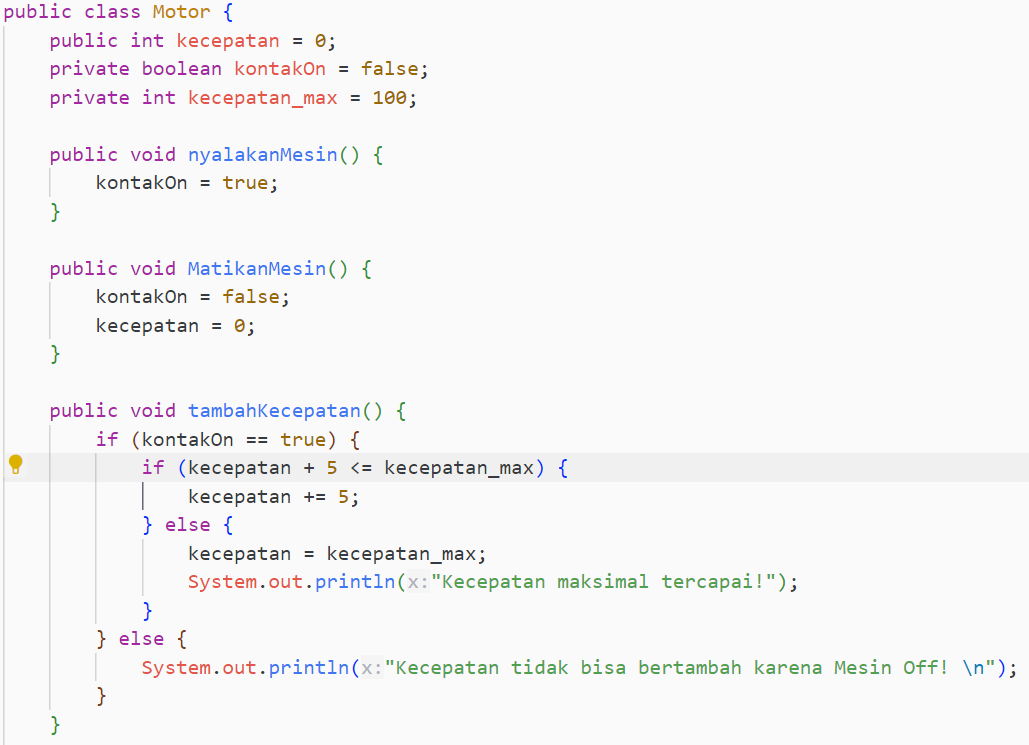 public class Motor {
    public int kecepatan = 0;
    private boolean kontakOn = false;
    private int kecepatan_max = 100;

    public void nyalakanMesin() {
        kontakOn = true;
    }

    public void MatikanMesin() {
        kontakOn = false;
        kecepatan = 0;
    }

    public void tambahKecepatan() {
        if (kontakOn == true) {
            if (kecepatan + 5 <= kecepatan_max) {
                kecepatan += 5;
            } else {
                kecepatan = kecepatan_max;
                System.out.println(x:"Kecepatan maksimal tercapai!");
            }
        } else {
            System.out.println(x:"Kecepatan tidak bisa bertambah karena Mesin Off! \n");
        }
    }